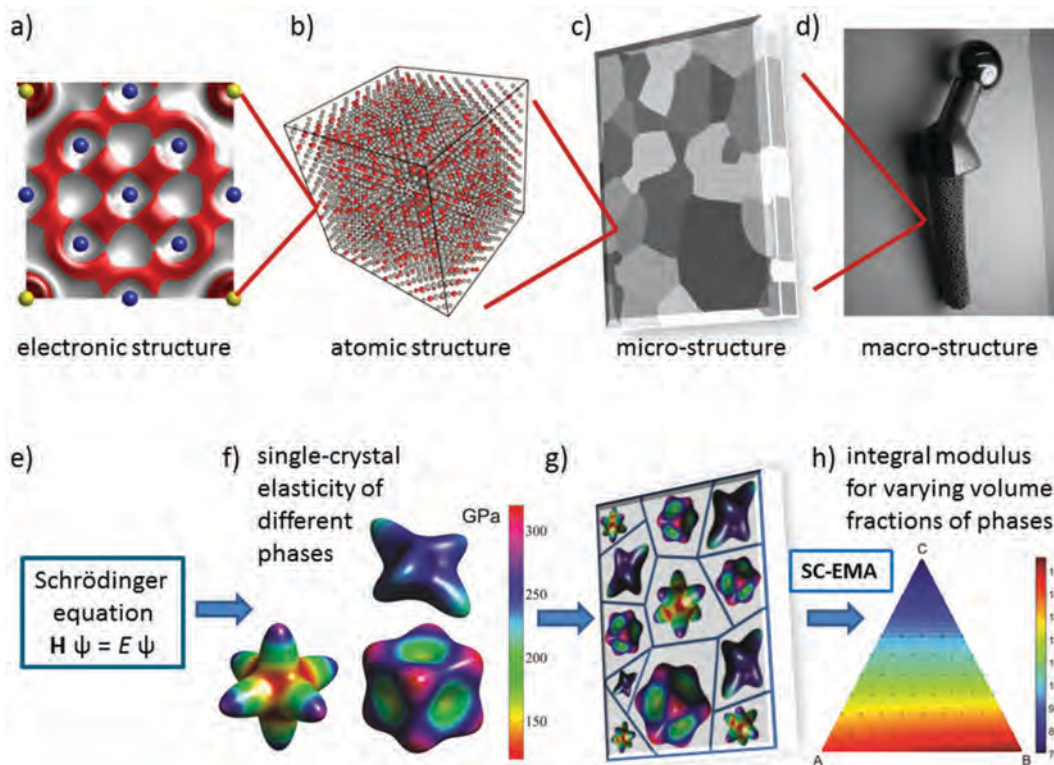 a)
b)
c)
d)
electronic structure
atomic structure
micro-structure
macro-structure
e)
f) single-crystal
elasticity of
different
phases
g)
h) integral modulus
for varying volume
fractions of phases
GPa
300
250
200
150
Schrödinger
equation
H ψ = E ψ
SC-EMA
C
A
B